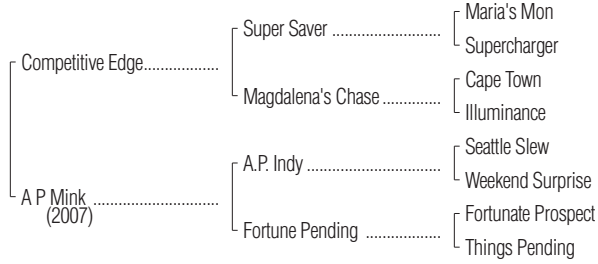 Maria's Mon
Super Saver ........................
Supercharger
Competitive Edge.................
Cape Town
Magdalena's Chase .............
Illuminance
Seattle Slew
A.P. Indy ..............................
Weekend Surprise
A P Mink ............................
(2007)
Fortunate Prospect
Fortune Pending .................
Things Pending